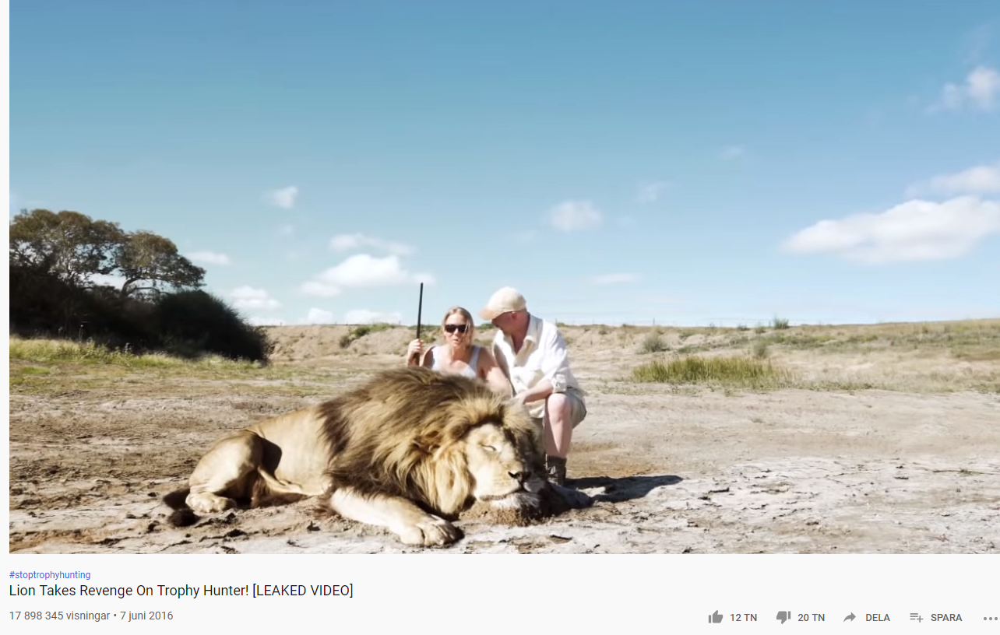 #stoptrophyhunting
Lion Takes Revenge On Trophy Hunter! [LEAKED VIDEO]
17 898 345 visningar • 7 juni 2016
12 TN 20 TN DELA SPARA